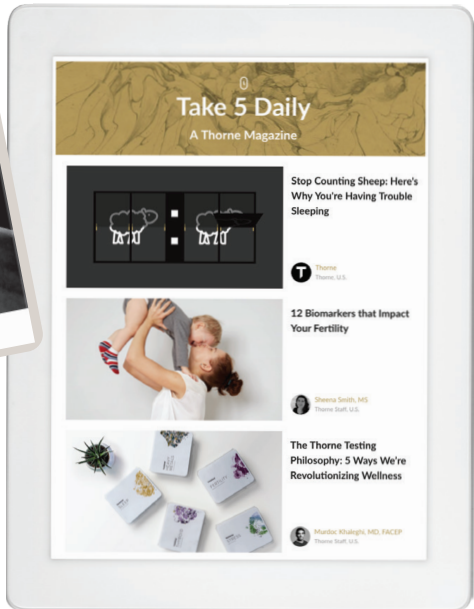 Take 5 Daily
A Thorne Magazine
Stop Counting Sheep: Here's
Why You're Having Trouble
Sleeping
Thorne
Thorne U.S.
12 Biomarkers that Impact
Your Fertility
Sheena Smith, MS
Thorne Staff, U.S.
The Thorne Testing
Philosophy: 5 Ways We're
Revolutionizing Wellness
Murdoc Khaleghi, MD, FACEP
Thorne Staff, U.S.